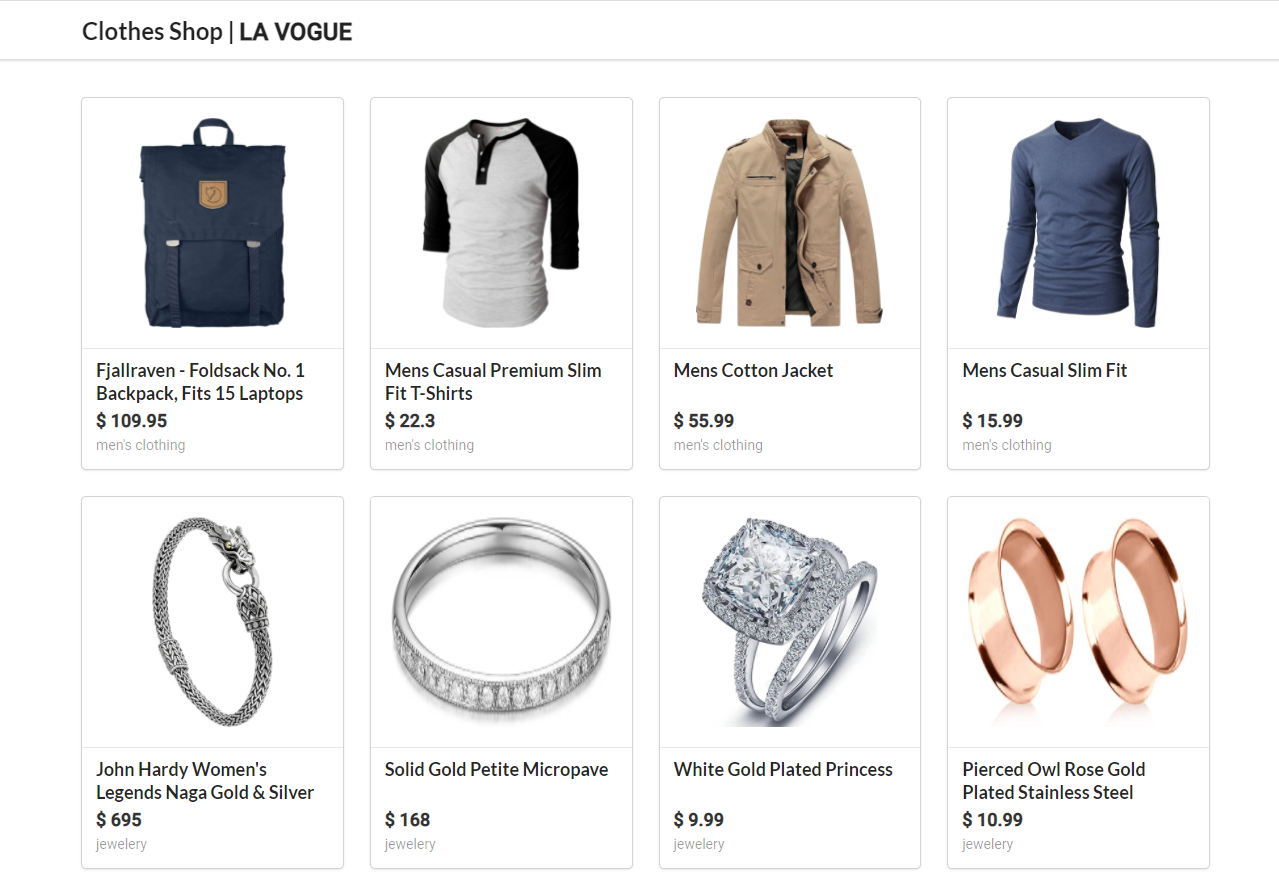 Clothes Shop | LA VOGUE
Fjallraven - Foldsack No. 1
Backpack, Fits 15 Laptops
$ 109.95
men's clothing
Mens Casual Premium Slim
Fit T-Shirts
$ 22.3
men's clothing
Mens Cotton Jacket
$ 55.99
men's clothing
Mens Casual Slim Fit
$ 15.99
men's clothing
John Hardy Women's
Legends Naga Gold & Silver
$ 695
jewelery
Solid Gold Petite Micropave
$ 168
jewelery
White Gold Plated Princess
$ 9.99
jewelery
Pierced Owl Rose Gold
Plated Stainless Steel
$ 10.99
jewelery